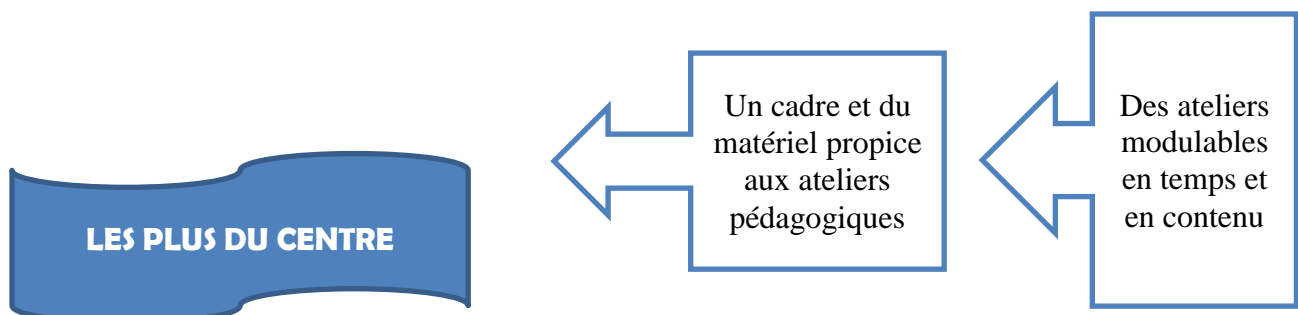 LES PLUS DU CENTRE
Un cadre et du
matériel propice
aux ateliers
pédagogiques
Des ateliers
modulables
en temps et
en contenu